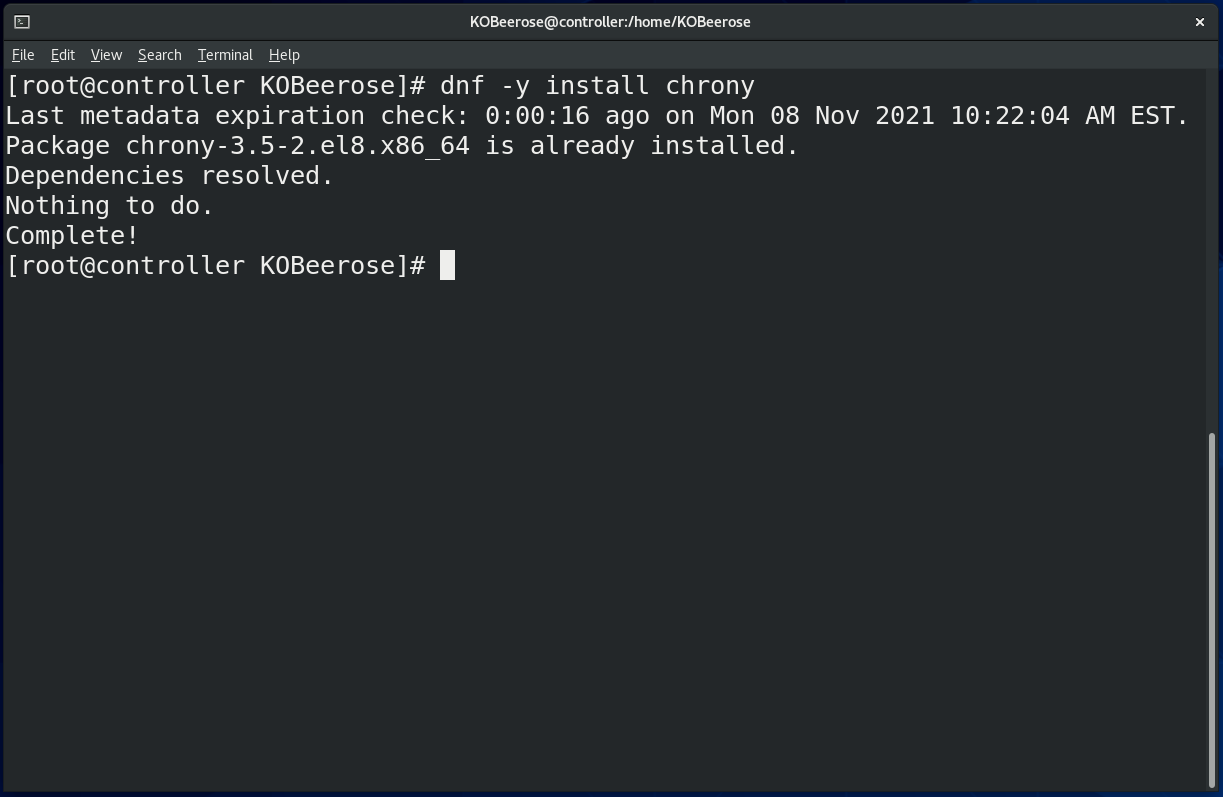 KOBeerose@controller:/home/KOBeerose
File Edit View Search Terminal Help
[root@controller KOBeerose]# dnf -y install chrony
Last metadata expiration check: 0:00:16 ago on Mon 08 Nov 2021 10:22:04 AM EST.
Package chrony-3.5-2.el8.x86_64 is already installed.
Dependencies resolved.
Nothing to do.
Complete!
[root@controller KOBeerose]#